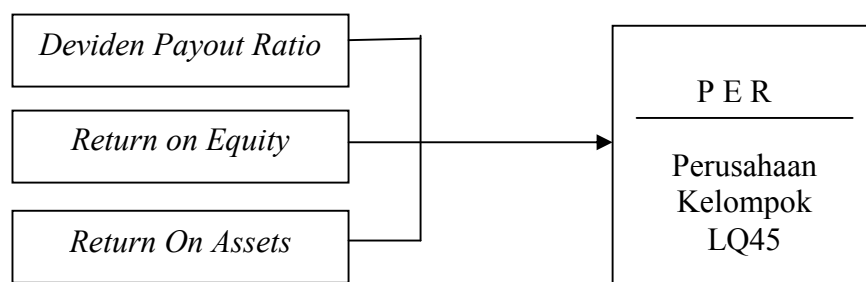 Deviden Payout Ratio
Return on Equity
Return On Assets
P E R
Perusahaan
Kelompok
LQ45